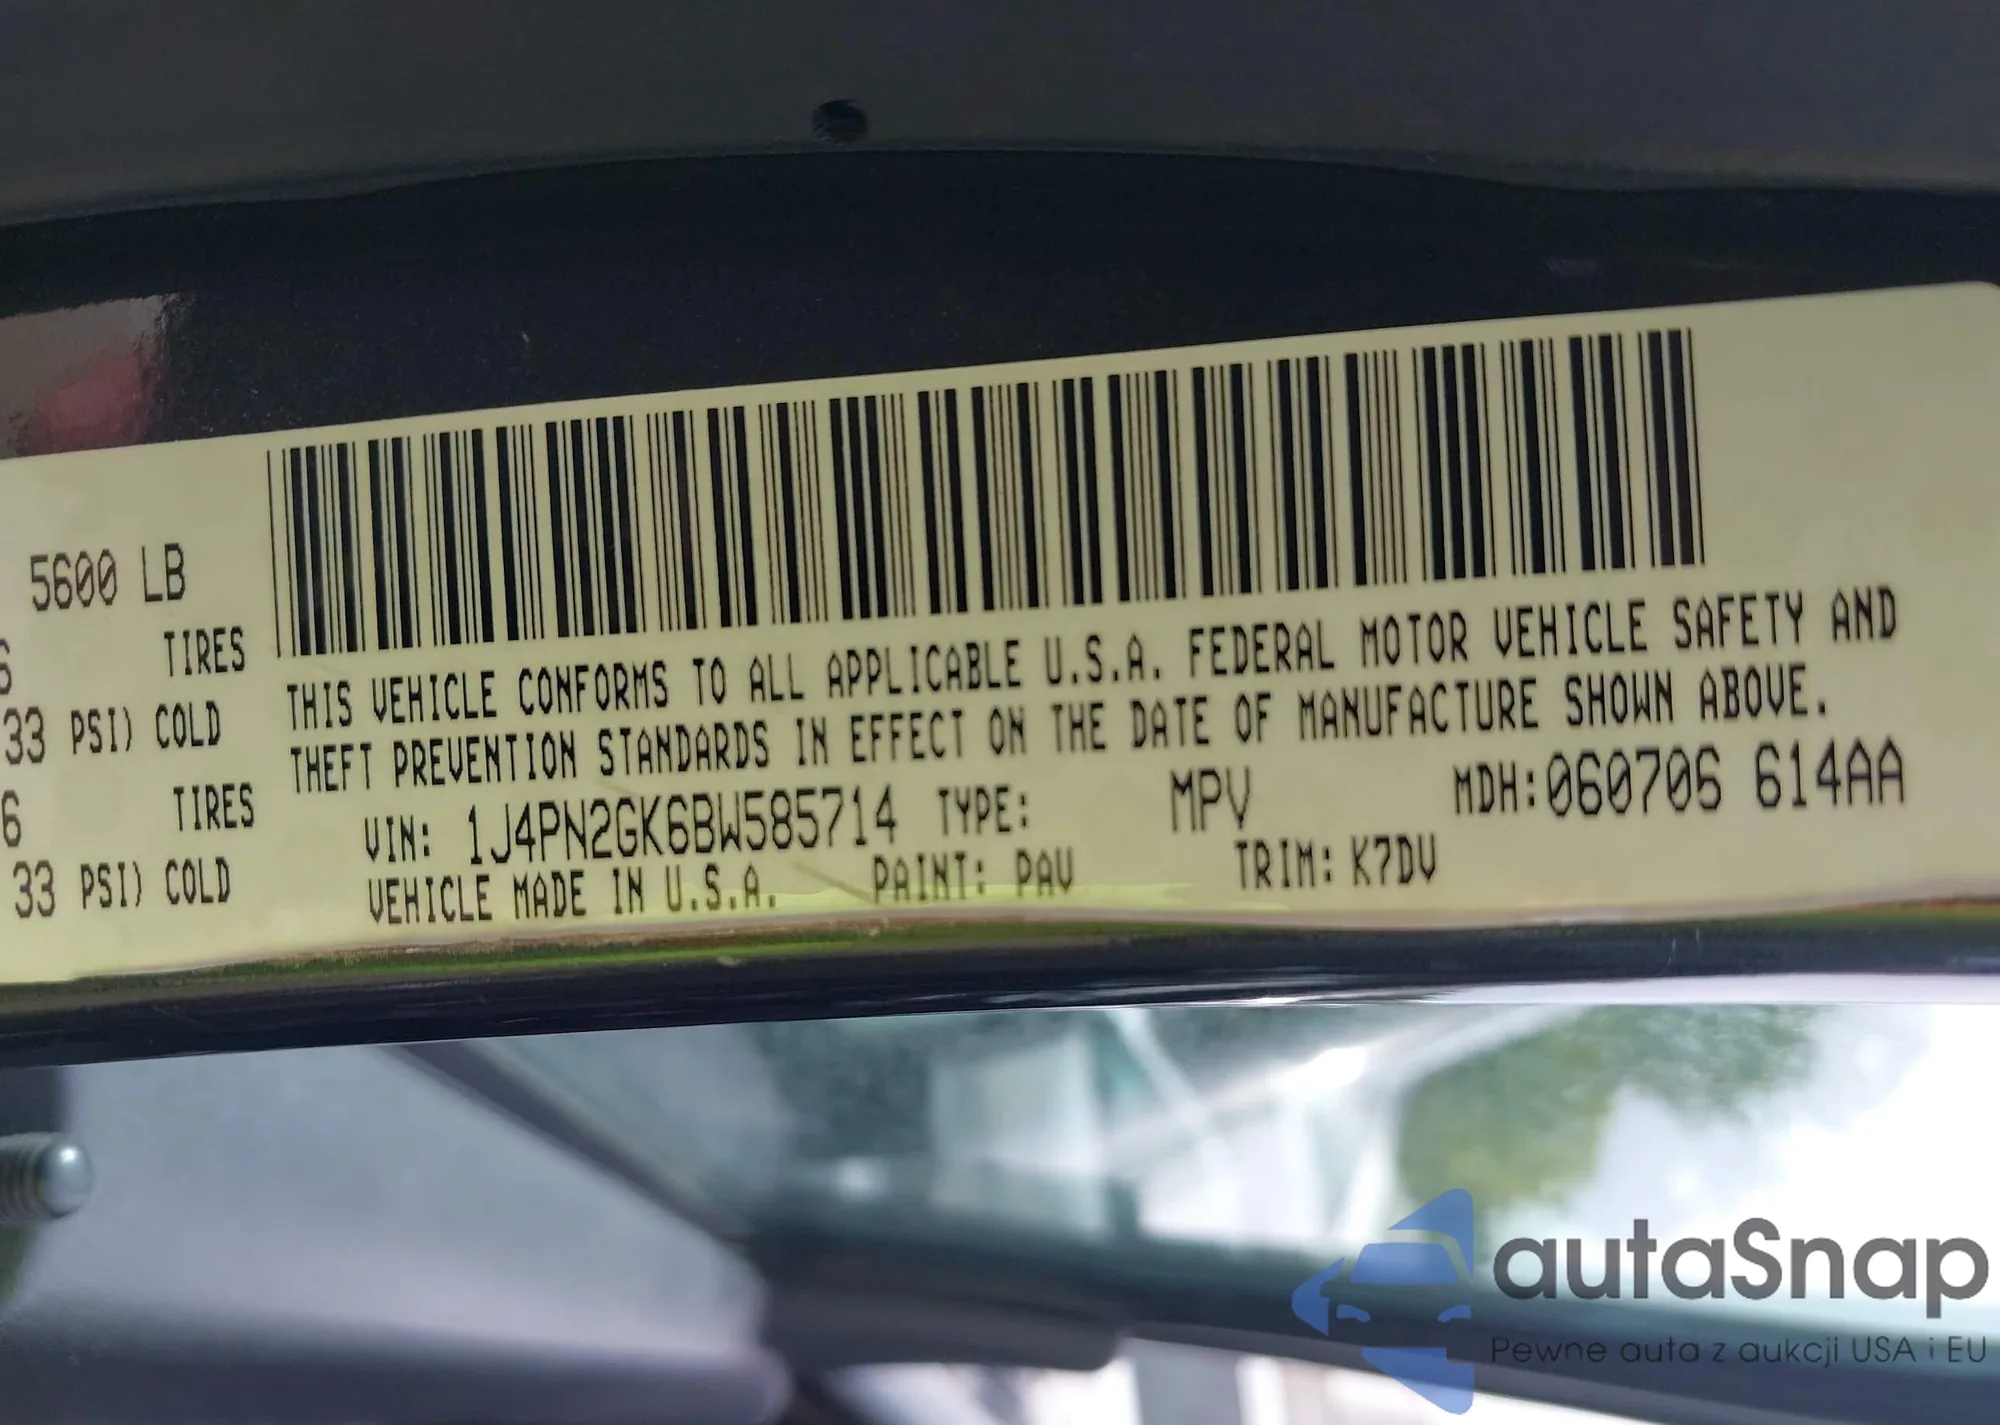 5600 LB
TIRES
33 PSI) COLD
6 TIRES
33 PSI) COLD
THIS VEHICLE CONFORMS TO ALL APPLICABLE U.S.A. FEDERAL MOTOR VEHICLE SAFETY AND
THEFT PREVENTION STANDARDS IN EFFECT ON THE DATE OF MANUFACTURE SHOWN ABOVE.
VIN: 1J4PN2GK6BW585714 TYPE: MPV MDH:060706 614AA
VEHICLE MADE IN U.S.A. PAINT: PAV TRIM: K7DV
autaSnap
Pewne auta z aukcji USA i EU